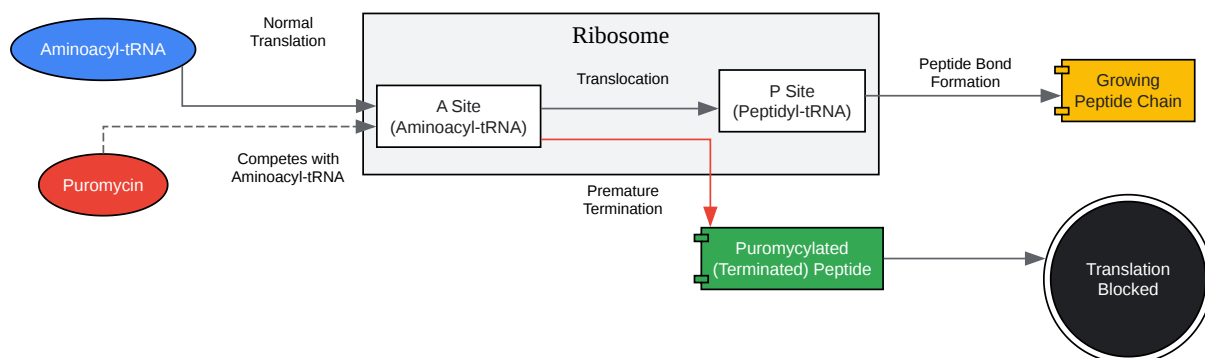 Normal
Translation
Aminoacyl-tRNA
Ribosome
A Site
(Aminoacyl-tRNA)
Translocation
P Site
(Peptidyl-tRNA)
Peptide Bond
Formation
Growing
Peptide Chain
Puromycin
Competes with
Aminoacyl-tRNA
Premature
Termination
Puromycylated
(Terminated) Peptide
Translation
Blocked